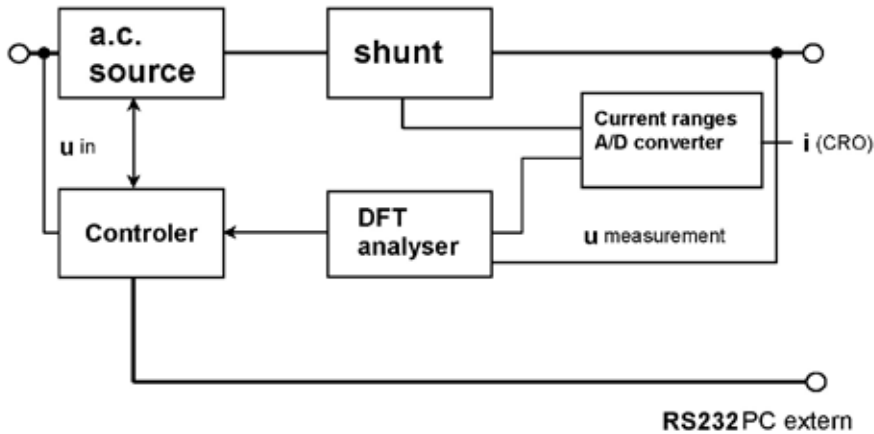 a.c.
source
shunt
Current ranges
A/D converter
i (CRO)
u in
Controler
DFT
analyser
u measurement
RS232 PC extern